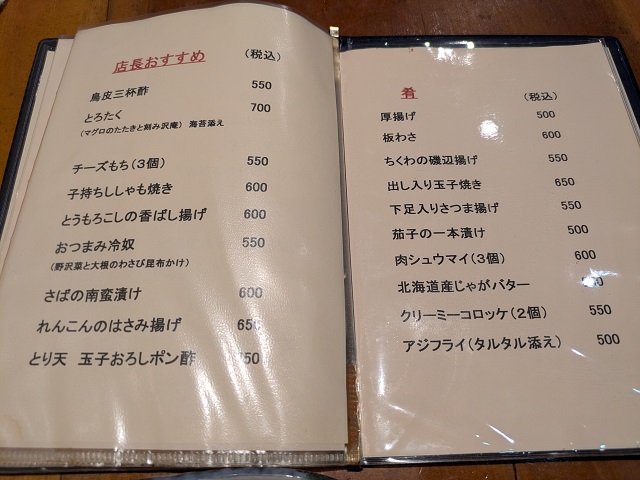 店長おすすめ (税込)
鳥皮三杯酢 550
とろたく 700
(マグロのたたきと刻み沢庵) 海苔添え
チーズもち(3個) 550
子持ちししゃも焼き 600
とうもろこしの香ばし揚げ 600
おつまみ冷奴 550
(野沢菜と大根のわさび昆布かけ)
さばの南蛮漬け 600
れんこんのはさみ揚げ 650
とり天 玉子おろしポン酢
肴 (税込)
厚揚げ 500
板わさ 600
ちくわの磯辺揚げ 550
出し入り玉子焼き 650
下足入りさつま揚げ 550
茄子の一本漬け 500
肉シュウマイ(3個) 600
北海道産じゃがバター
クリーミーコロッケ(2個) 550
アジフライ(タルタル添え) 500